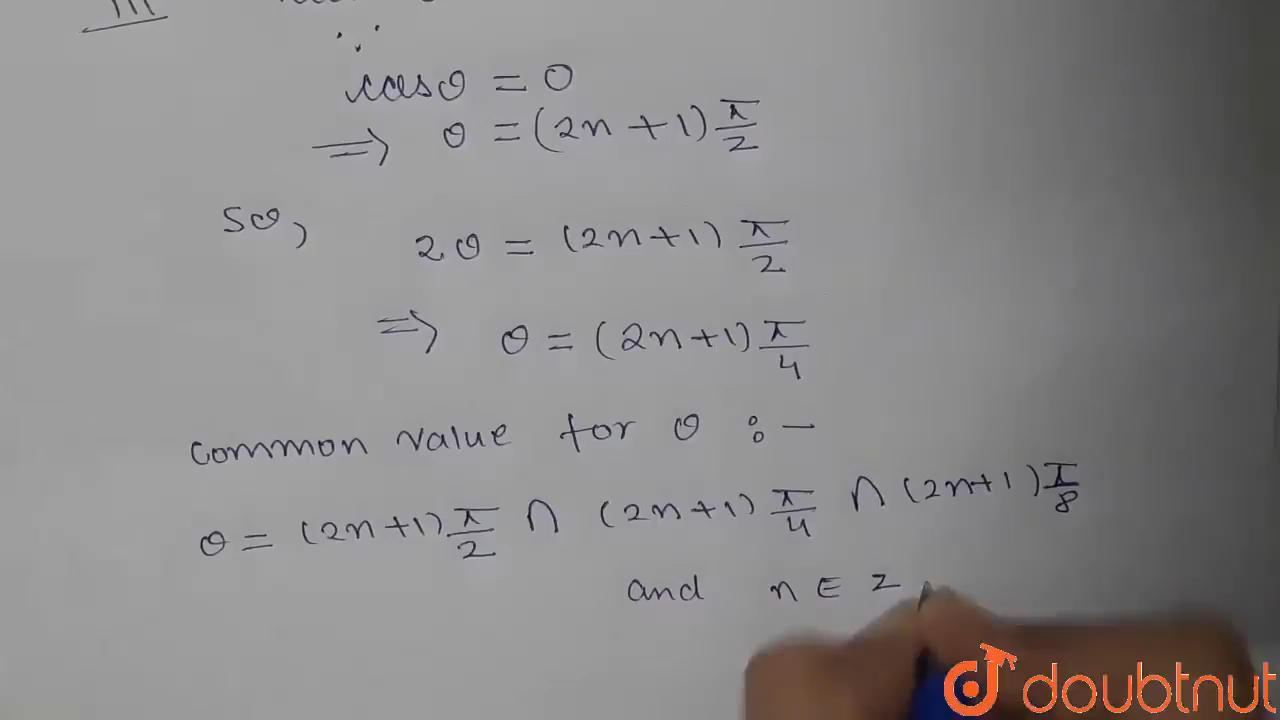 III
∵
cosθ = 0
⇒ θ = (2n + 1) π/2
so, 2θ = (2n+1) π/2
⇒ θ = (2n+1) π/4
common value for θ :-
θ = (2n+1) π/2 ∩ (2n+1) π/4 ∩ (2n+1) π/8
and n ∈ z
doubtnut